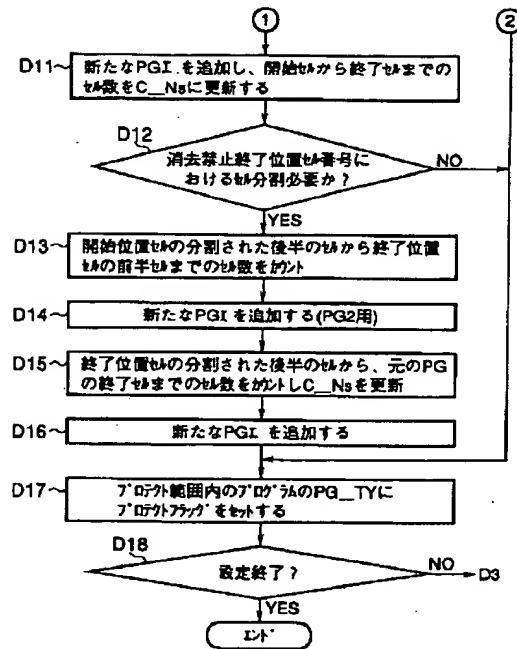 1
2
D11
新たなPGI.を追加し、開始セルから終了セルまでの
セル数をC__Nsに更新する
D12
消去禁止終了位置セル番号に
おけるセル分割必要か?
NO
YES
D13
開始位置セルの分割された後半のセルから終了位置
セルの前半セルまでのセル数をカウント
D14
新たなPGIを追加する(PG2用)
D15
終了位置セルの分割された後半のセルから、元のPG
の終了セルまでのセル数をカウントしC__Nsを更新
D16
新たなPGIを追加する
D17
プロテクト範囲内のプログラムのPG__TYに
プロテクトフラッグをセットする
D18
設定終了?
NO
D3
YES
エンド